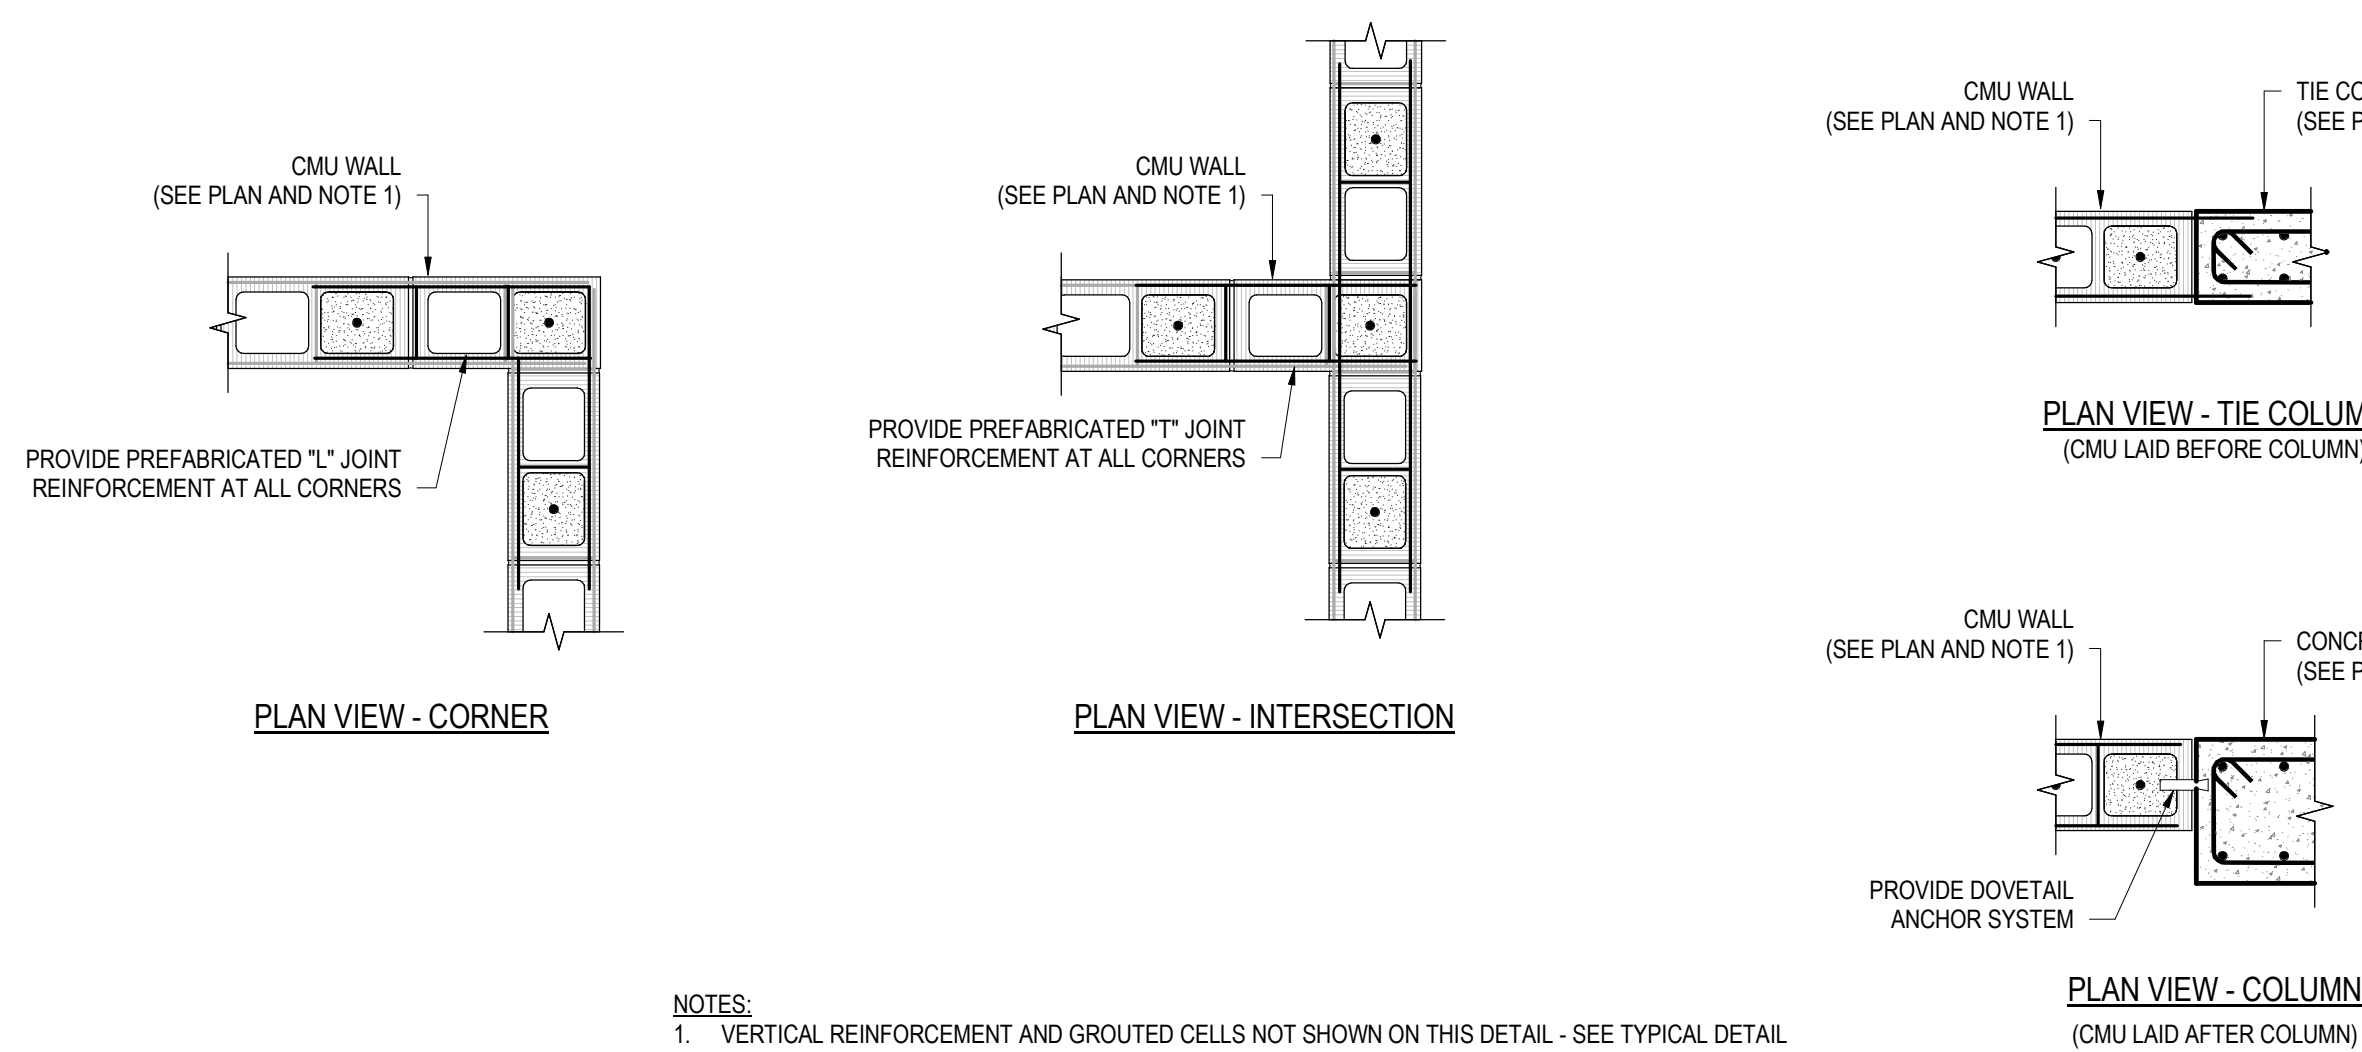 CMU WALL
(SEE PLAN AND NOTE 1)
PROVIDE PREFABRICATED "L" JOINT
REINFORCEMENT AT ALL CORNERS
PLAN VIEW - CORNER
CMU WALL
(SEE PLAN AND NOTE 1)
PROVIDE PREFABRICATED "T" JOINT
REINFORCEMENT AT ALL CORNERS
PLAN VIEW - INTERSECTION
CMU WALL
(SEE PLAN AND NOTE 1)
TIE
(SEE
PLAN VIEW - TIE
(CMU LAID BEFORE COLUMN)
CMU WALL
(SEE PLAN AND NOTE 1)
(SEE
PROVIDE DOVETAIL
ANCHOR SYSTEM
PLAN VIEW - COLUMN
(CMU LAID AFTER COLUMN)
NOTES:
1. VERTICAL REINFORCEMENT AND GROUTED CELLS NOT SHOWN ON THIS DETAIL - SEE TYPICAL DETAIL